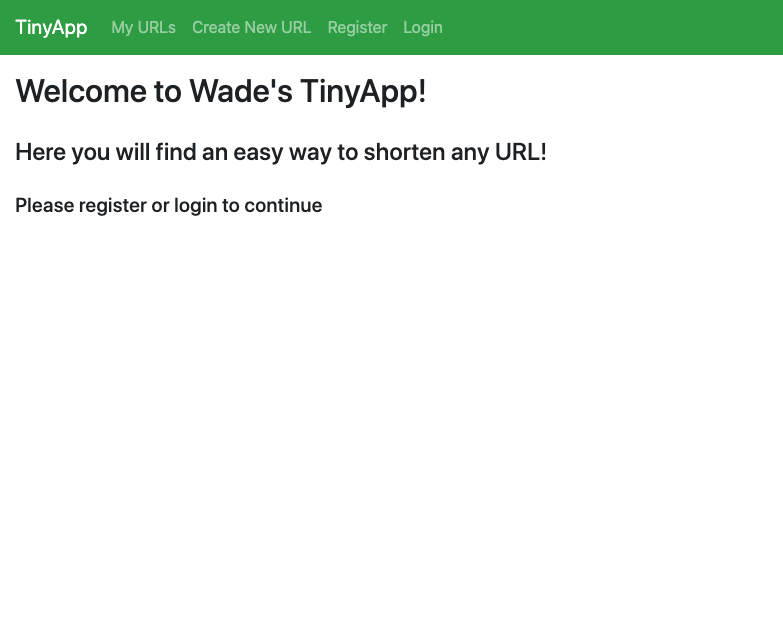 TinyApp My URLs Create New URL Register Login
Welcome to Wade's TinyApp!
Here you will find an easy way to shorten any URL!
Please register or login to continue